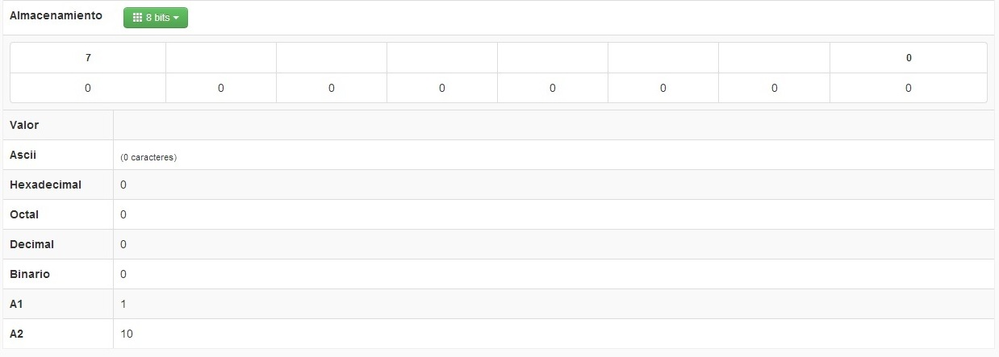 Almacenamiento 8 bits
7 0
0 0 0 0 0 0 0 0
Valor
Ascii (0 caracteres)
Hexadecimal 0
Octal 0
Decimal 0
Binario 0
A1 1
A2 10